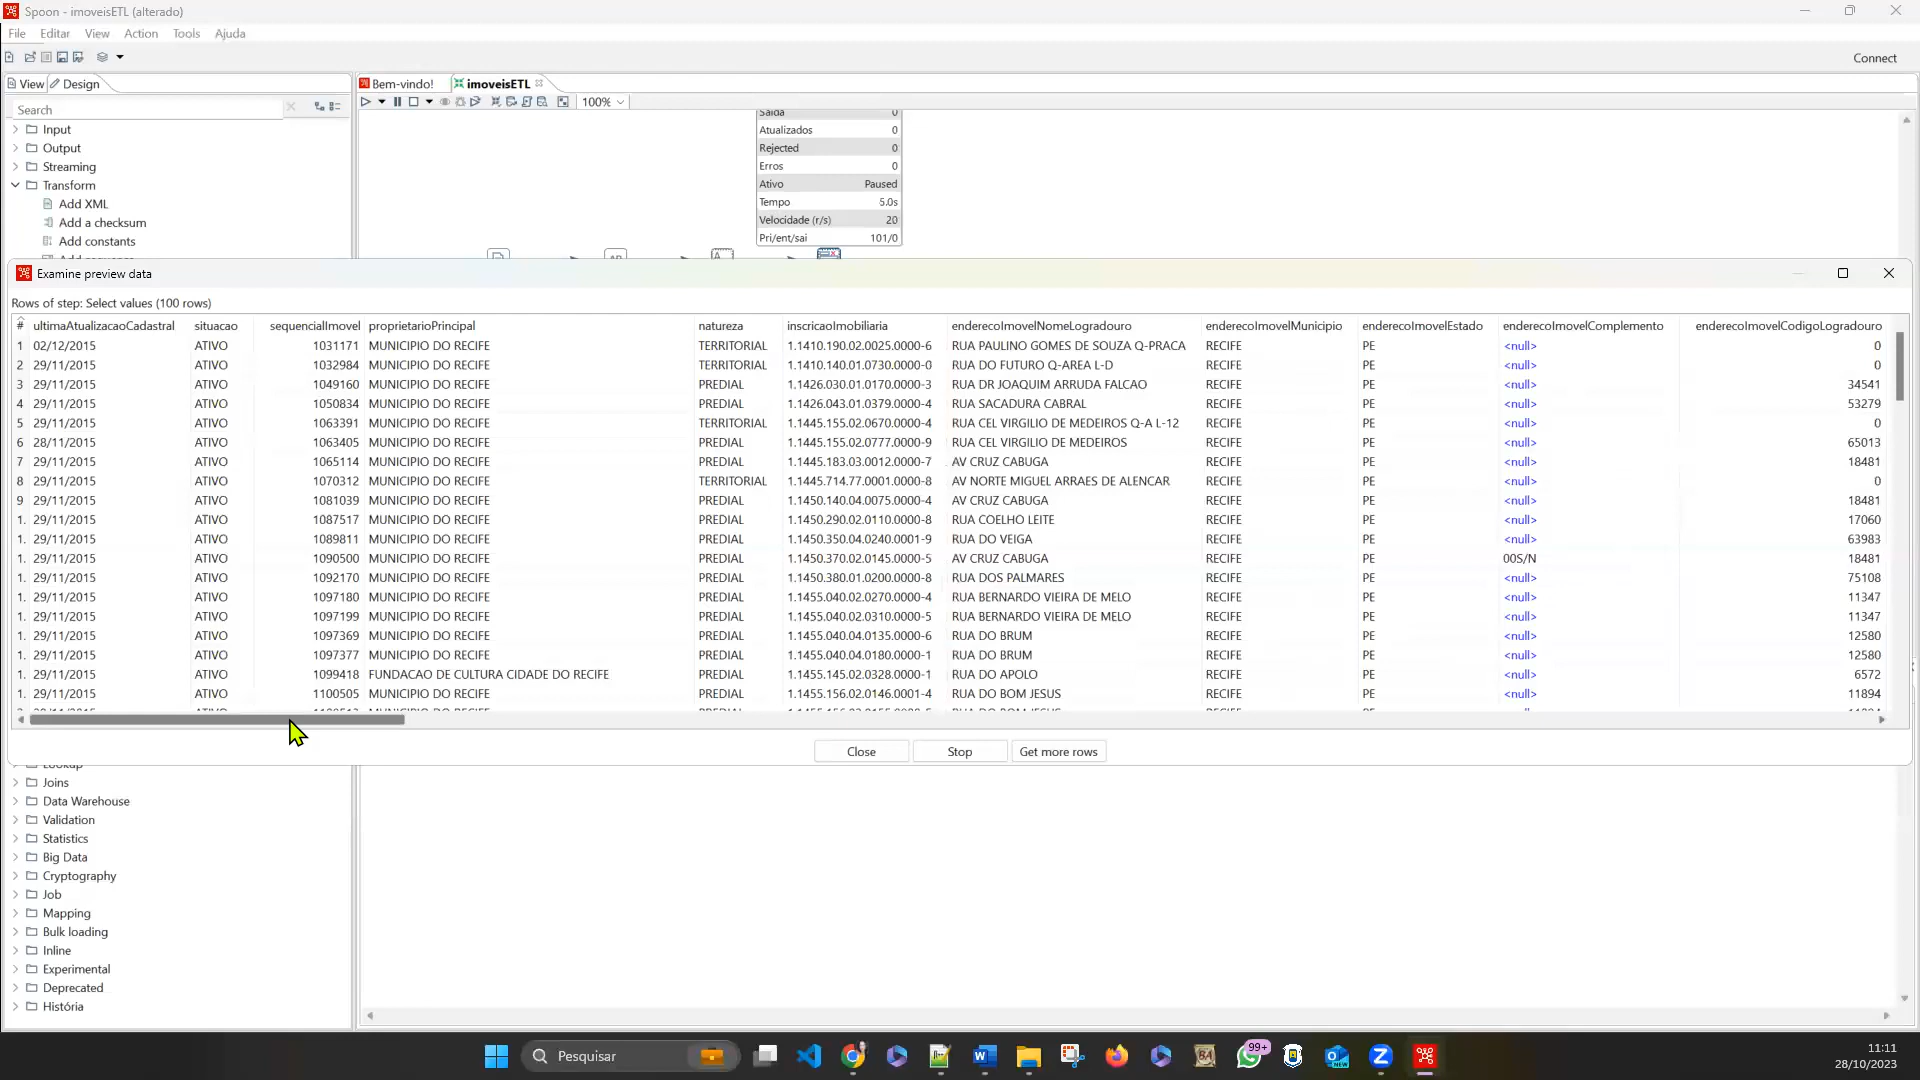 Spoon - imoveisETL (alterado)
File Editar View Action Tools Ajuda
Connect
View Design
Bem-vindo! imoveisETL
100%
Search
Input
Output
Streaming
Transform
Add XML
Add a checksum
Add constants
Saída 0
Atualizados 0
Rejected 0
Erros 0
Ativo Paused
Tempo 5.0s
Velocidade (r/s) 20
Pri/ent/sai 101/0
Examine preview data
Rows of step: Select values (100 rows)
# ultimaAtualizacaoCadastral situacao sequencialImovel proprietarioPrincipal natureza inscricaoImobiliaria enderecoImovelNomeLogradouro enderecoImovelMunicipio enderecoImovelEstado enderecoImovelComplemento enderecoImovelCodigoLogradouro
1 02/12/2015 ATIVO 1031171 MUNICIPIO DO RECIFE TERRITORIAL 1.1410.190.02.0025.0000-6 RUA PAULINO GOMES DE SOUZA Q-PRACA RECIFE PE <null> 0
2 29/11/2015 ATIVO 1032984 MUNICIPIO DO RECIFE TERRITORIAL 1.1410.140.01.0730.0000-0 RUA DO FUTURO Q-AREA L-D RECIFE PE <null> 0
3 29/11/2015 ATIVO 1049160 MUNICIPIO DO RECIFE PREDIAL 1.1426.030.01.0170.0000-3 RUA DR JOAQUIM ARRUDA FALCAO RECIFE PE <null> 34541
4 29/11/2015 ATIVO 1050834 MUNICIPIO DO RECIFE PREDIAL 1.1426.043.01.0379.0000-4 RUA SACADURA CABRAL RECIFE PE <null> 53279
5 29/11/2015 ATIVO 1063391 MUNICIPIO DO RECIFE TERRITORIAL 1.1445.155.02.0670.0000-4 RUA CEL VIRGILIO DE MEDEIROS Q-A L-12 RECIFE PE <null> 0
6 28/11/2015 ATIVO 1063405 MUNICIPIO DO RECIFE PREDIAL 1.1445.155.02.0777.0000-9 RUA CEL VIRGILIO DE MEDEIROS RECIFE PE <null> 65013
7 29/11/2015 ATIVO 1065114 MUNICIPIO DO RECIFE PREDIAL 1.1445.183.03.0012.0000-7 AV CRUZ CABUGA RECIFE PE <null> 18481
8 29/11/2015 ATIVO 1070312 MUNICIPIO DO RECIFE TERRITORIAL 1.1445.714.77.0001.0000-8 AV NORTE MIGUEL ARRAES DE ALENCAR RECIFE PE <null> 0
9 29/11/2015 ATIVO 1081039 MUNICIPIO DO RECIFE PREDIAL 1.1450.140.04.0075.0000-4 AV CRUZ CABUGA RECIFE PE <null> 18481
1. 29/11/2015 ATIVO 1087517 MUNICIPIO DO RECIFE PREDIAL 1.1450.290.02.0110.0000-8 RUA COELHO LEITE RECIFE PE <null> 17060
1. 29/11/2015 ATIVO 1089811 MUNICIPIO DO RECIFE PREDIAL 1.1450.350.04.0240.0001-9 RUA DO VEIGA RECIFE PE <null> 63983
1. 29/11/2015 ATIVO 1090500 MUNICIPIO DO RECIFE PREDIAL 1.1450.370.02.0145.0000-5 AV CRUZ CABUGA RECIFE PE 00S/N 18481
1. 29/11/2015 ATIVO 1092170 MUNICIPIO DO RECIFE PREDIAL 1.1450.380.01.0200.0000-8 RUA DOS PALMARES RECIFE PE <null> 75108
1. 29/11/2015 ATIVO 1097180 MUNICIPIO DO RECIFE PREDIAL 1.1455.040.02.0270.0000-4 RUA BERNARDO VIEIRA DE MELO RECIFE PE <null> 11347
1. 29/11/2015 ATIVO 1097199 MUNICIPIO DO RECIFE PREDIAL 1.1455.040.02.0310.0000-5 RUA BERNARDO VIEIRA DE MELO RECIFE PE <null> 11347
1. 29/11/2015 ATIVO 1097369 MUNICIPIO DO RECIFE PREDIAL 1.1455.040.04.0135.0000-6 RUA DO BRUM RECIFE PE <null> 12580
1. 29/11/2015 ATIVO 1097377 MUNICIPIO DO RECIFE PREDIAL 1.1455.040.04.0180.0000-1 RUA DO BRUM RECIFE PE <null> 12580
1. 29/11/2015 ATIVO 1099418 FUNDACAO DE CULTURA CIDADE DO RECIFE PREDIAL 1.1455.145.02.0328.0000-1 RUA DO APOLO RECIFE PE <null> 6572
1. 29/11/2015 ATIVO 1100505 MUNICIPIO DO RECIFE PREDIAL 1.1455.156.02.0146.0001-4 RUA DO BOM JESUS RECIFE PE <null> 11894
Close Stop Get more rows
Lookup
Joins
Data Warehouse
Validation
Statistics
Big Data
Cryptography
Job
Mapping
Bulk loading
Inline
Experimental
Deprecated
História
Pesquisar
99+
NEW
11:11
28/10/2023